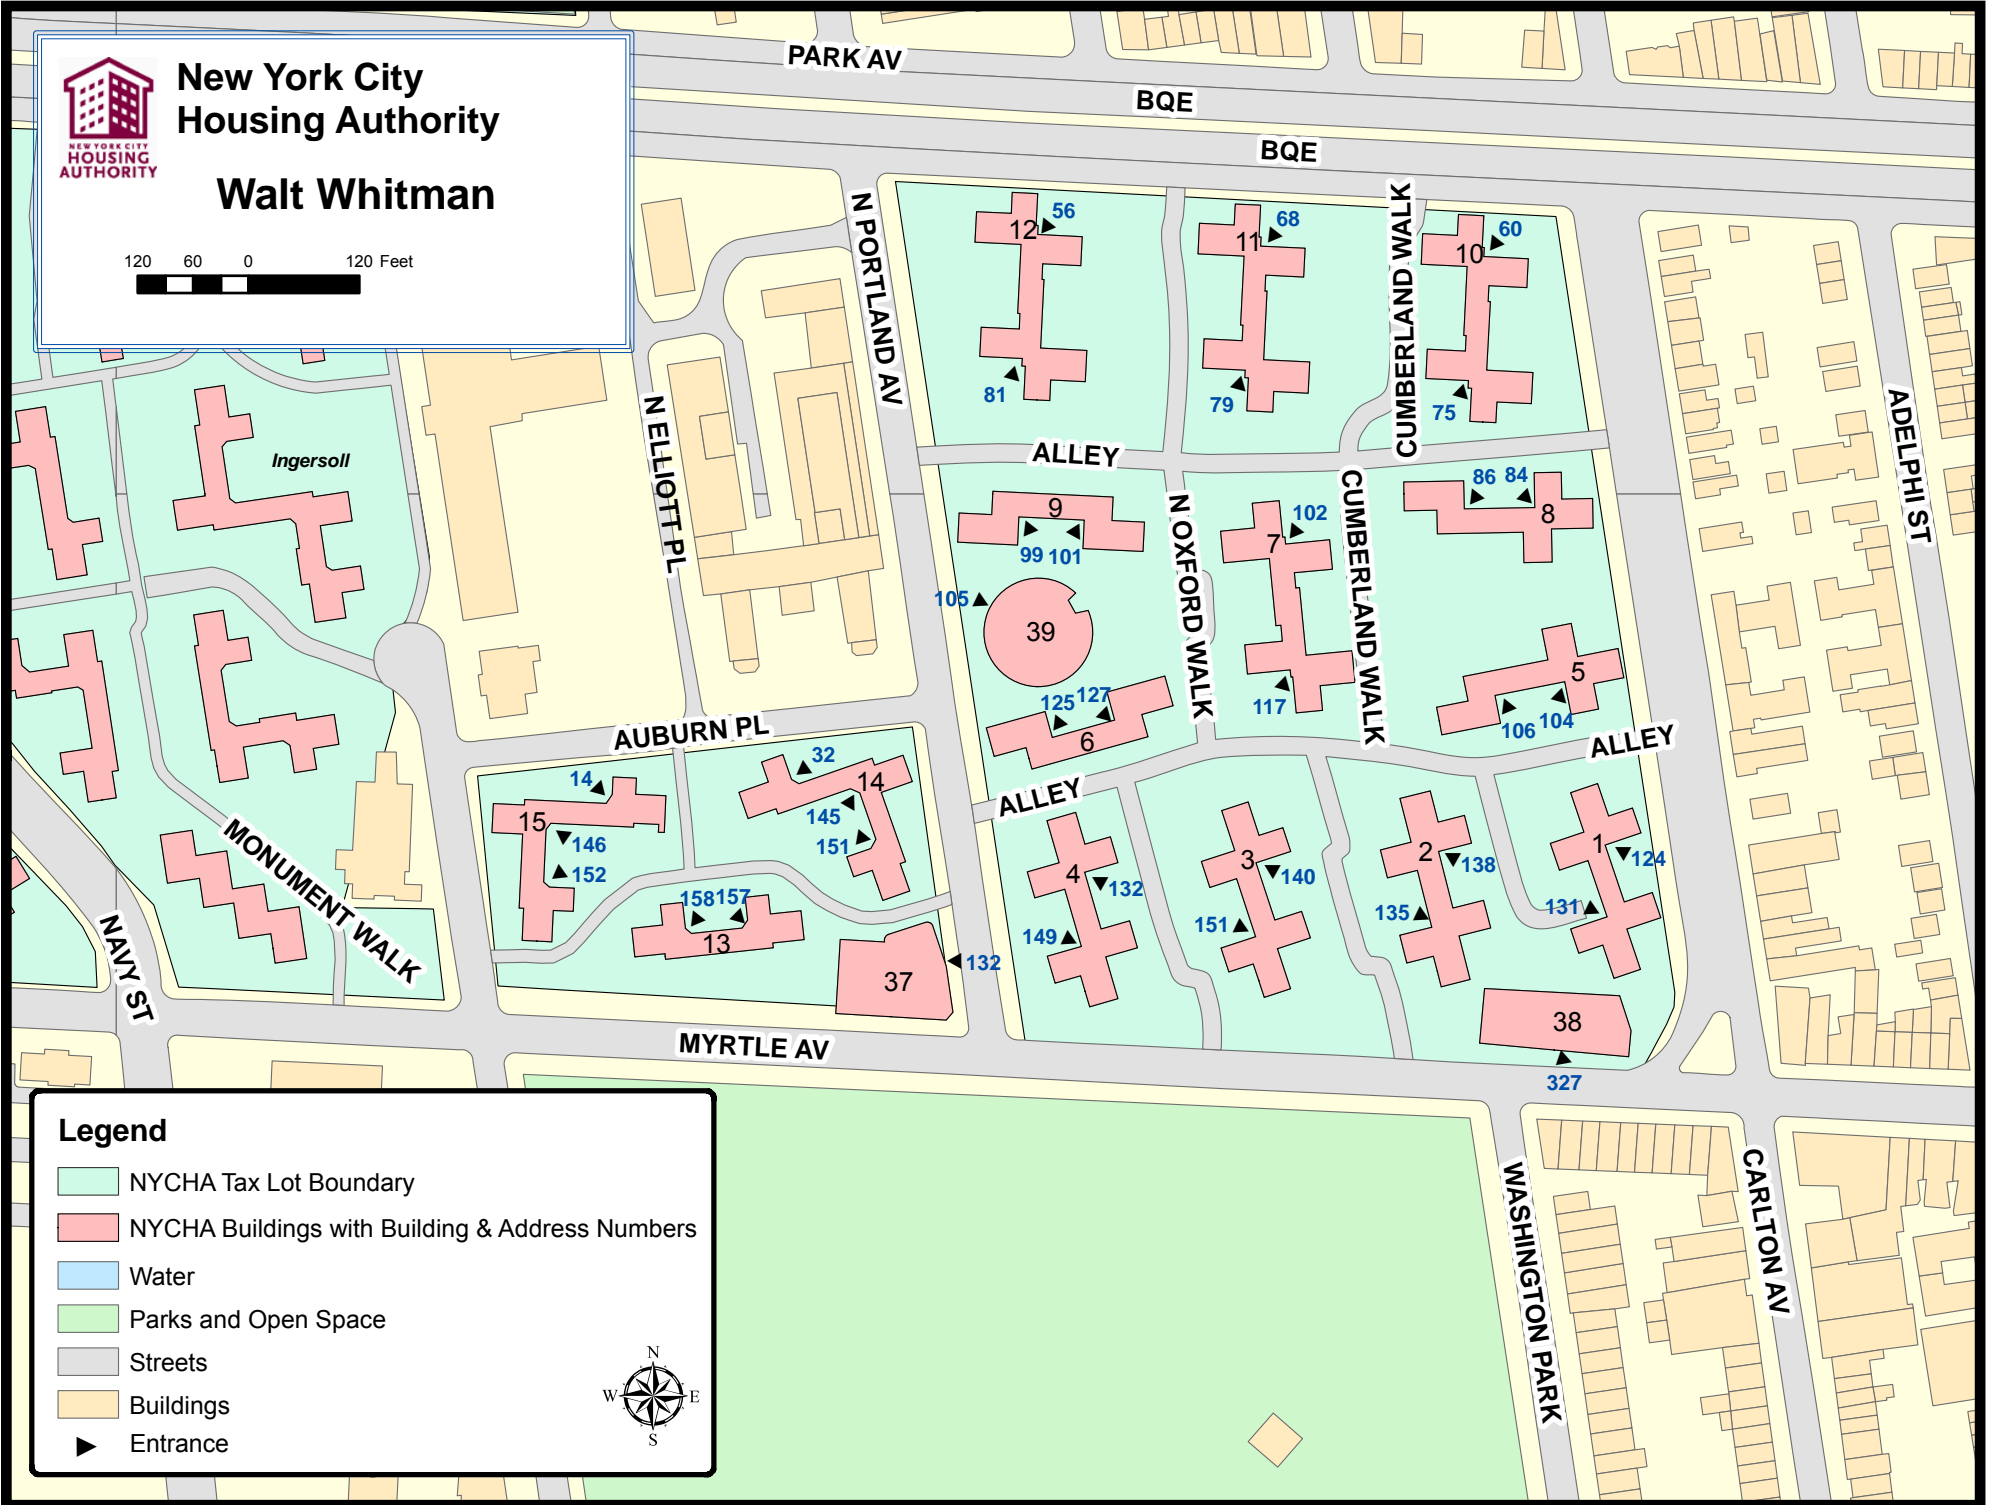 New York City
Housing Authority
Walt Whitman
NEW YORK CITY
HOUSING
AUTHORITY
120 60 0 120 Feet
PARK AV
BQE
BQE
N PORTLAND AV
CUMBERLAND WALK
12
56
81
11
68
79
10
60
75
ALLEY
N ELLIOTT PL
Ingersoll
ADELPHI ST
9
99
101
N OXFORD WALK
7
102
117
CUMBERLAND WALK
86
84
8
105
39
125
127
6
5
106
104
ALLEY
AUBURN PL
ALLEY
14
15
146
152
32
14
145
151
158
157
13
37
132
4
132
149
3
140
151
2
138
135
1
124
131
38
327
MONUMENT WALK
NAVY ST
MYRTLE AV
WASHINGTON PARK
CARLTON AV
Legend
NYCHA Tax Lot Boundary
NYCHA Buildings with Building & Address Numbers
Water
Parks and Open Space
Streets
Buildings
Entrance
N
W
E
S